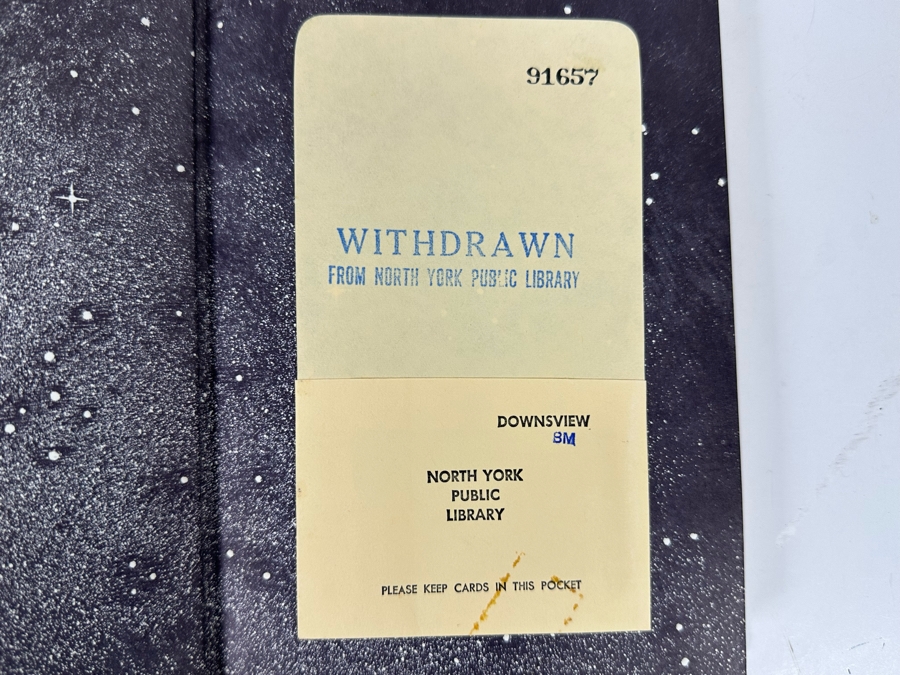 91657
WITHDRAWN
FROM NORTH YORK PUBLIC LIBRARY
DOWNSVIEW
BM
NORTH YORK
PUBLIC
LIBRARY
PLEASE KEEP CARDS IN THIS POCKET